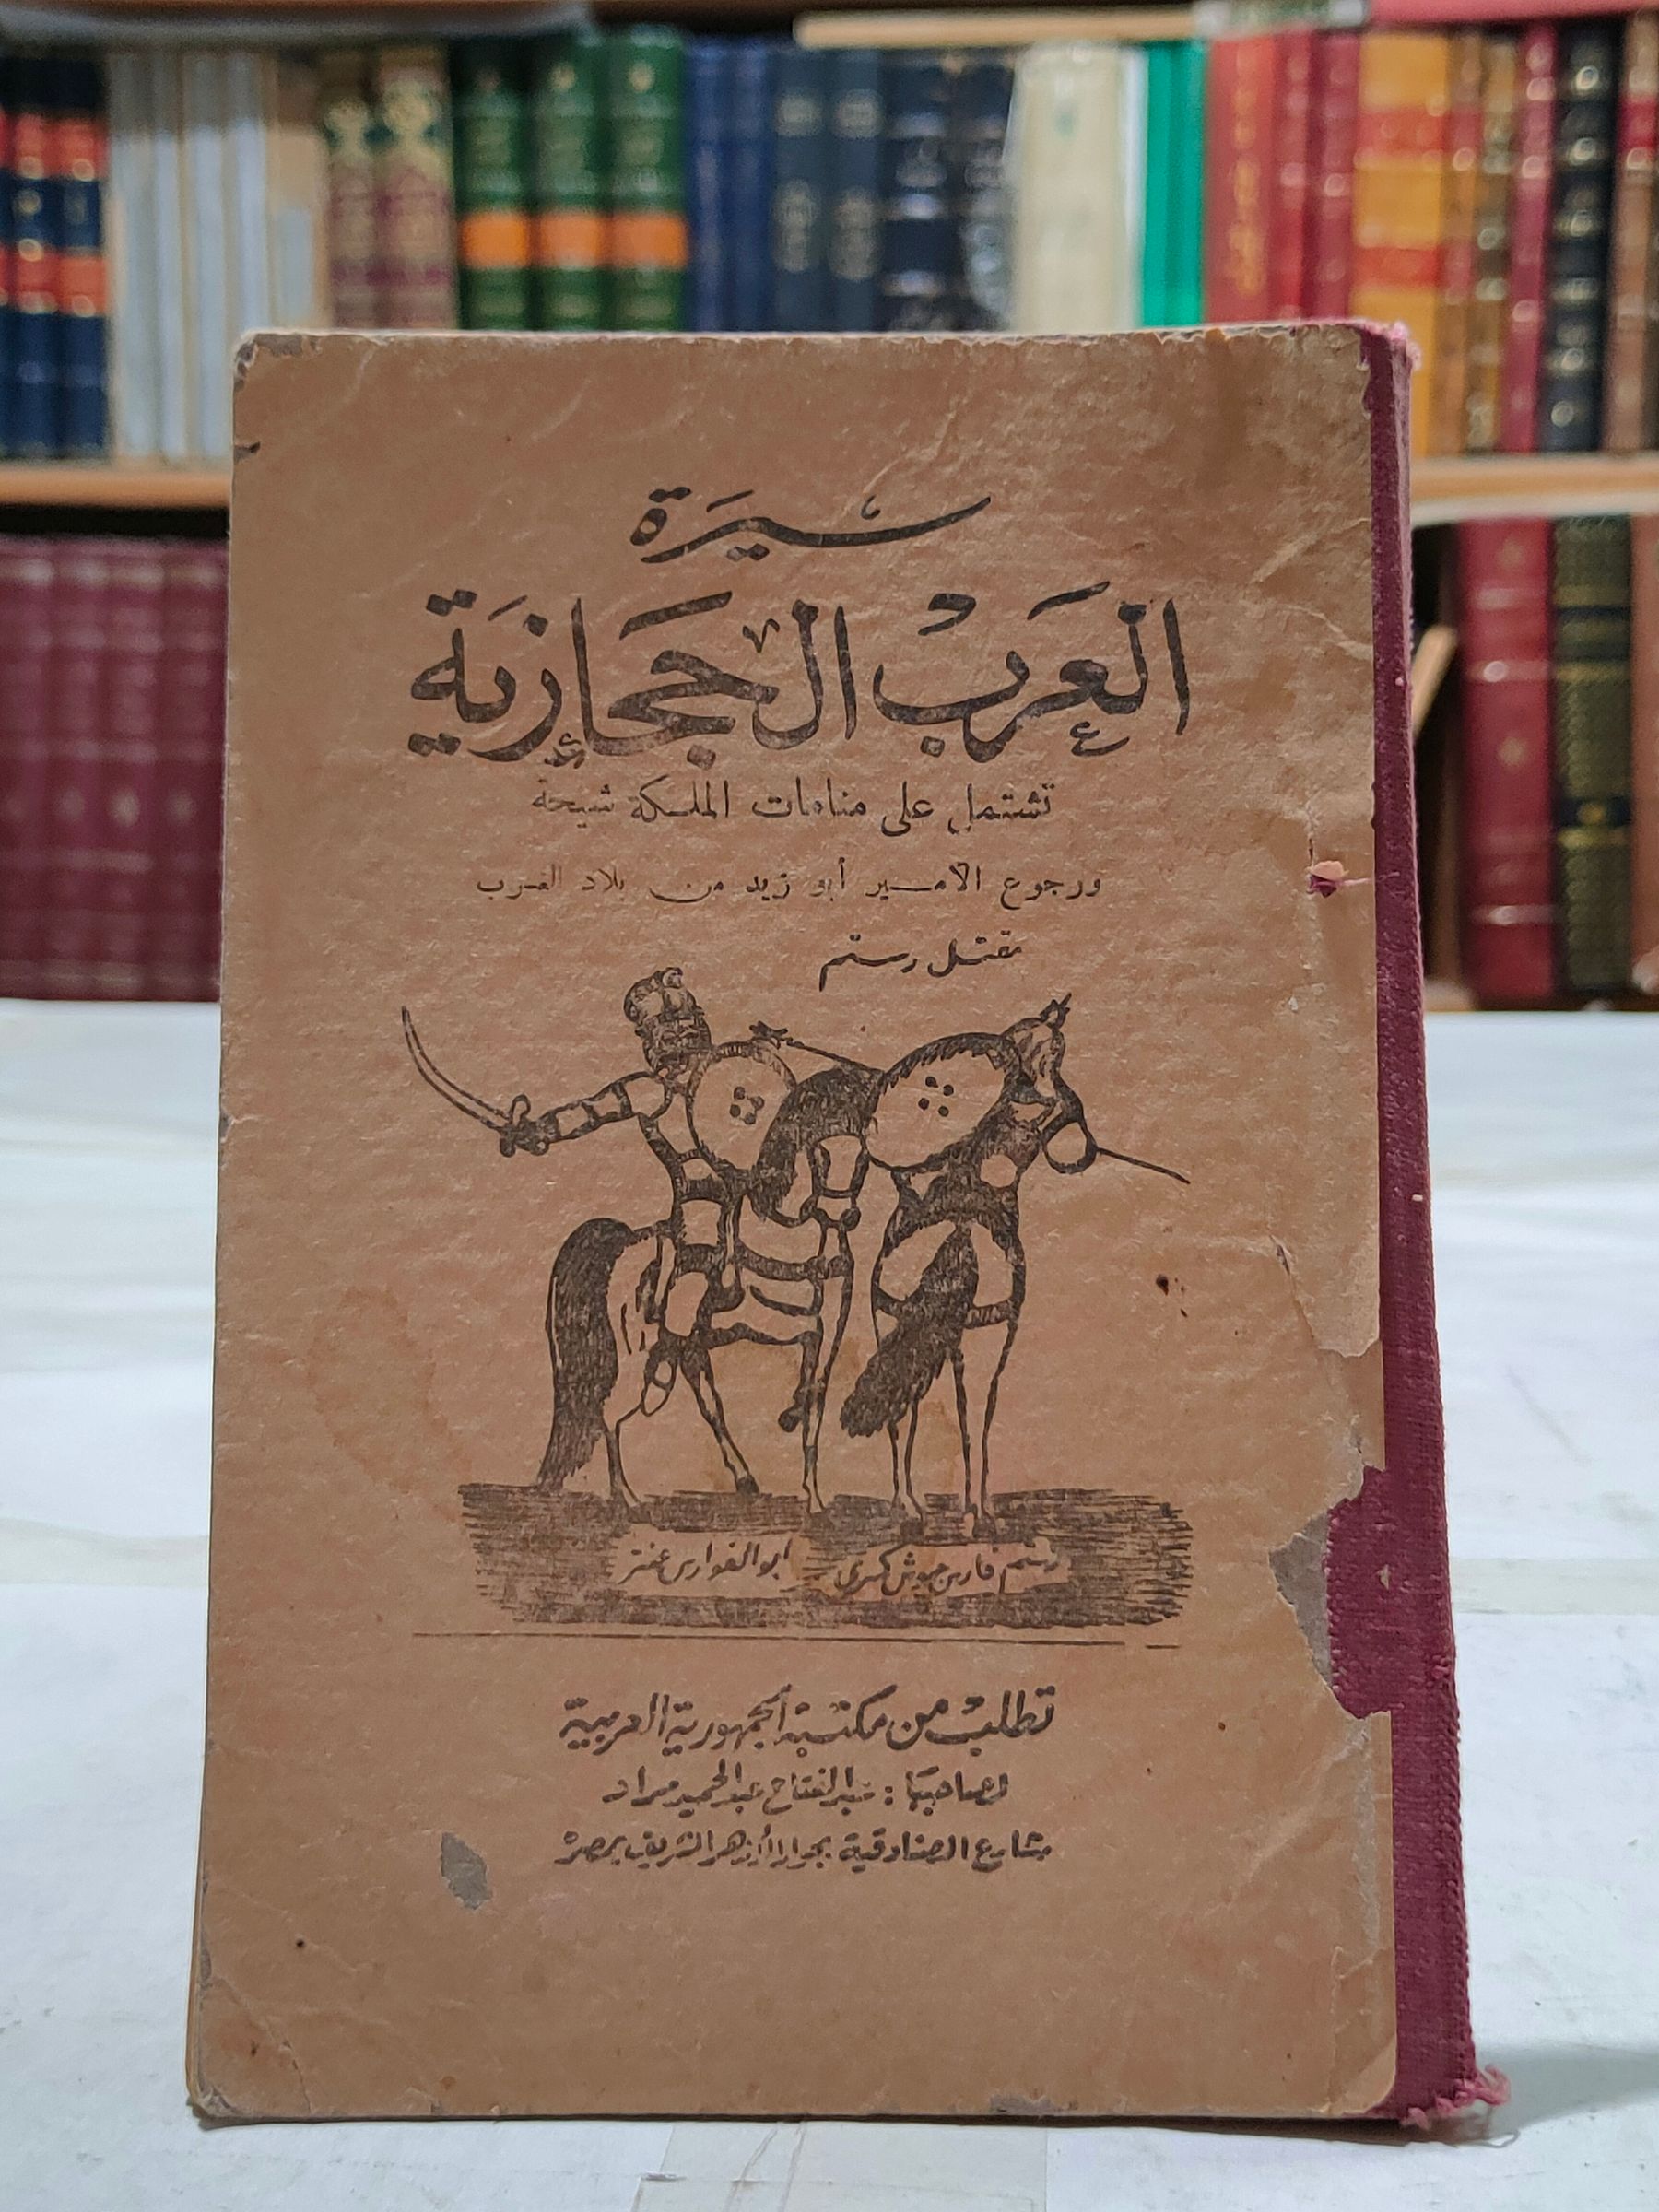 سيرة
العرب الحجازية
تشتمل على منامات الملكة شيحة
ورجوع الامير أبو زيد من بلاد الغرب
مقتل رستم
ابو الفوارس عنتر
رستم فارس جيوش كسرى
تطلب من مكتبة الجمهورية العربية
لصاحبها : عبد الفتاح عبد الحميد مراد
بشارع الصنادقية بجوار الأزهر الشريف بمصر